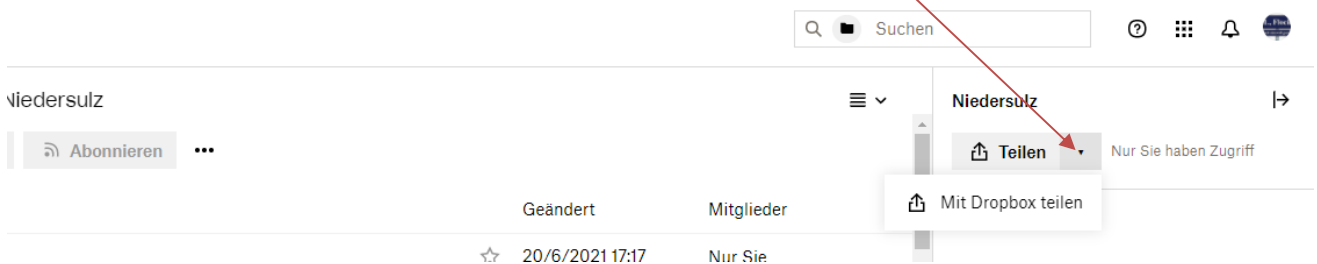 Suchen
Niedersulz
Niedersulz
Abonnieren
Teilen
Nur Sie haben Zugriff
Mit Dropbox teilen
Geändert
Mitglieder
20/6/2021 17:17
Nur Sie